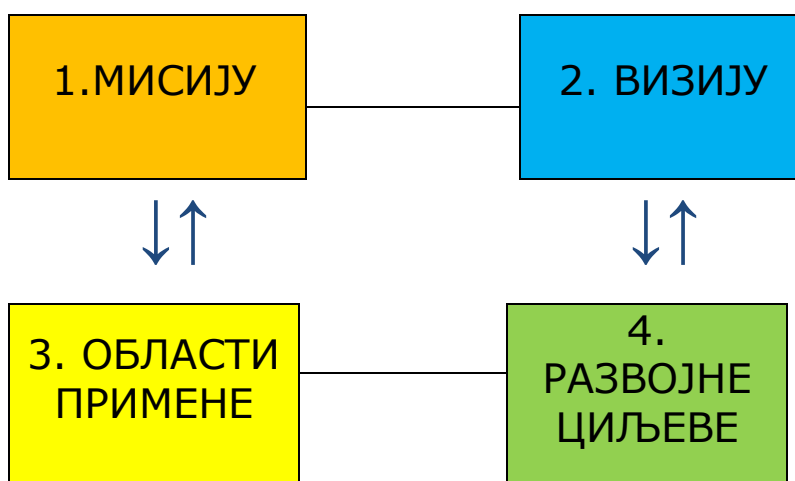 1.МИСИЈУ
2. ВИЗИЈУ
↓↑
↓↑
3. ОБЛАСТИ
ПРИМЕНЕ
4.
РАЗВОЈНЕ
ЦИЉЕВЕ